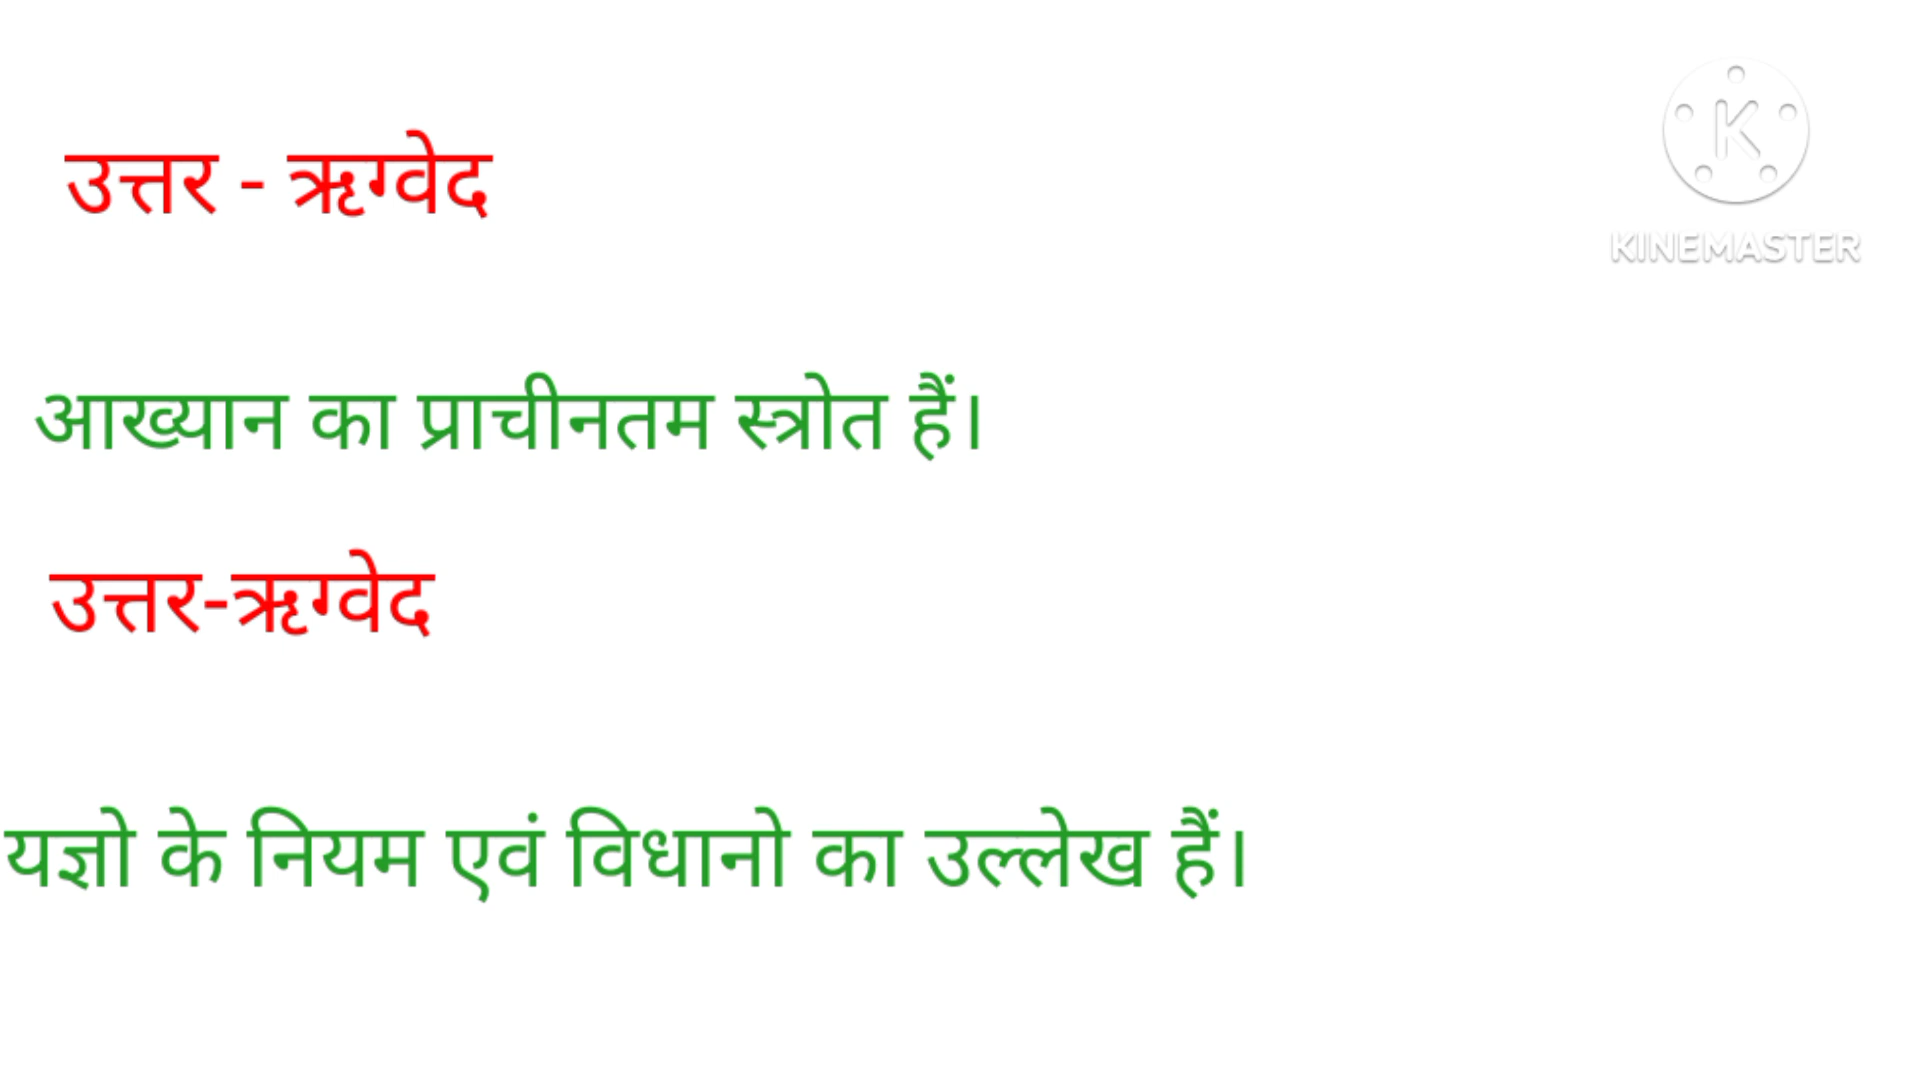 उत्तर - ऋग्वेद
KINEMASTER
आख्यान का प्राचीनतम स्त्रोत हैं।
उत्तर-ऋग्वेद
यज्ञो के नियम एवं विधानो का उल्लेख हैं।